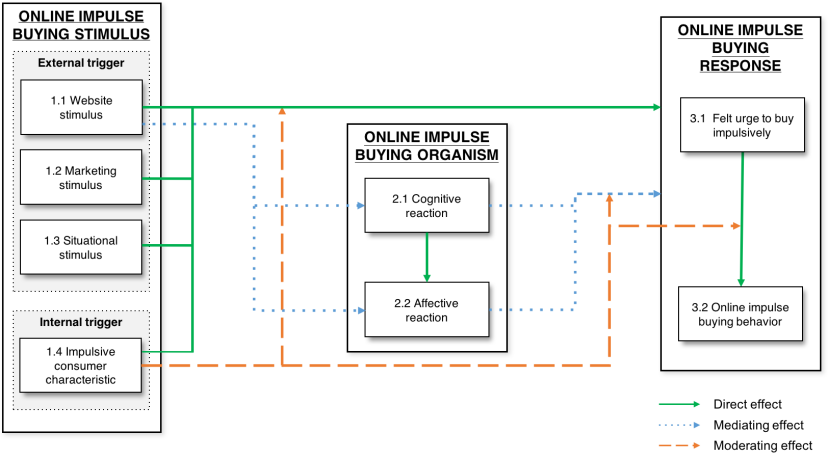 ONLINE IMPULSE
BUYING STIMULUS
External trigger
1.1 Website
stimulus
1.2 Marketing
stimulus
1.3 Situational
stimulus
Internal trigger
1.4 Impulsive
consumer
characteristic
ONLINE IMPULSE
BUYING ORGANISM
2.1 Cognitive
reaction
2.2 Affective
reaction
ONLINE IMPULSE
BUYING
RESPONSE
3.1 Felt urge to buy
impulsively
3.2 Online impulse
buying behavior
Direct effect
Mediating effect
Moderating effect